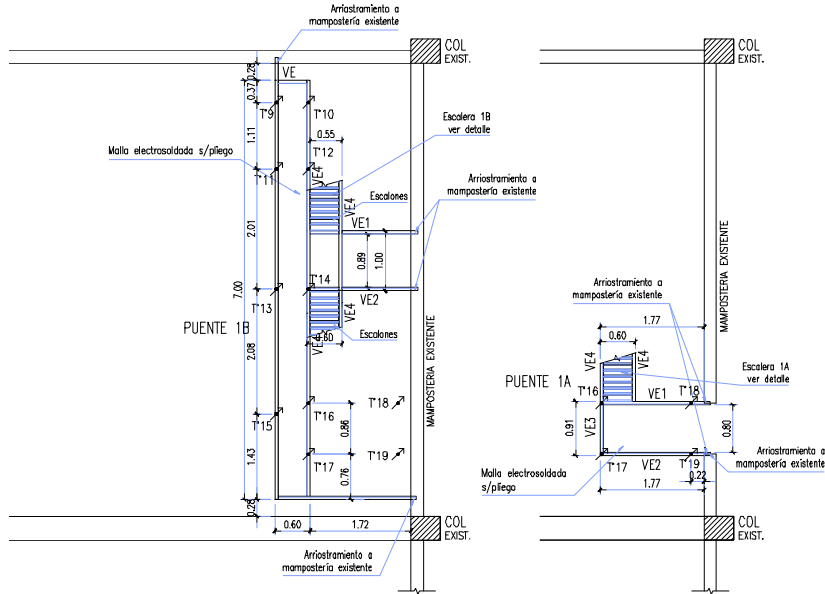 Arriastramiento a
mampostería existente
COL
EXIST.
VE
0.28
0.37
T°9
T°10
1.11
0.55
Escalera 1B
ver detalle
Malla electrosoldada s/pliego
T°12
T°11
VE4
VE4
Escalones
Arriostramiento a
mampostería existente
VE1
2.01
0.89
1.00
7.00
T°14
T°13
VE2
PUENTE 1B
VE4
VE4
Escalones
0.60
2.08
MAMPOSTERIA EXISTENTE
T°15
T°16
T°18
0.86
T°17
T°19
1.43
0.76
0.28
0.60
1.72
COL
EXIST.
Arriostramiento a
mampostería existente
COL
EXIST.
MAMPOSTERIA EXISTENTE
Arriostramiento a
mampostería existente
1.77
0.60
VE4
VE4
Escalera 1A
ver detalle
PUENTE 1A
T°16
VE1
T°18
0.91
VE3
0.80
T°17
VE2
T°19
Arriostramiento a
mampostería existente
Malla electrosoldada
s/pliego
0.22
1.77
COL
EXIST.